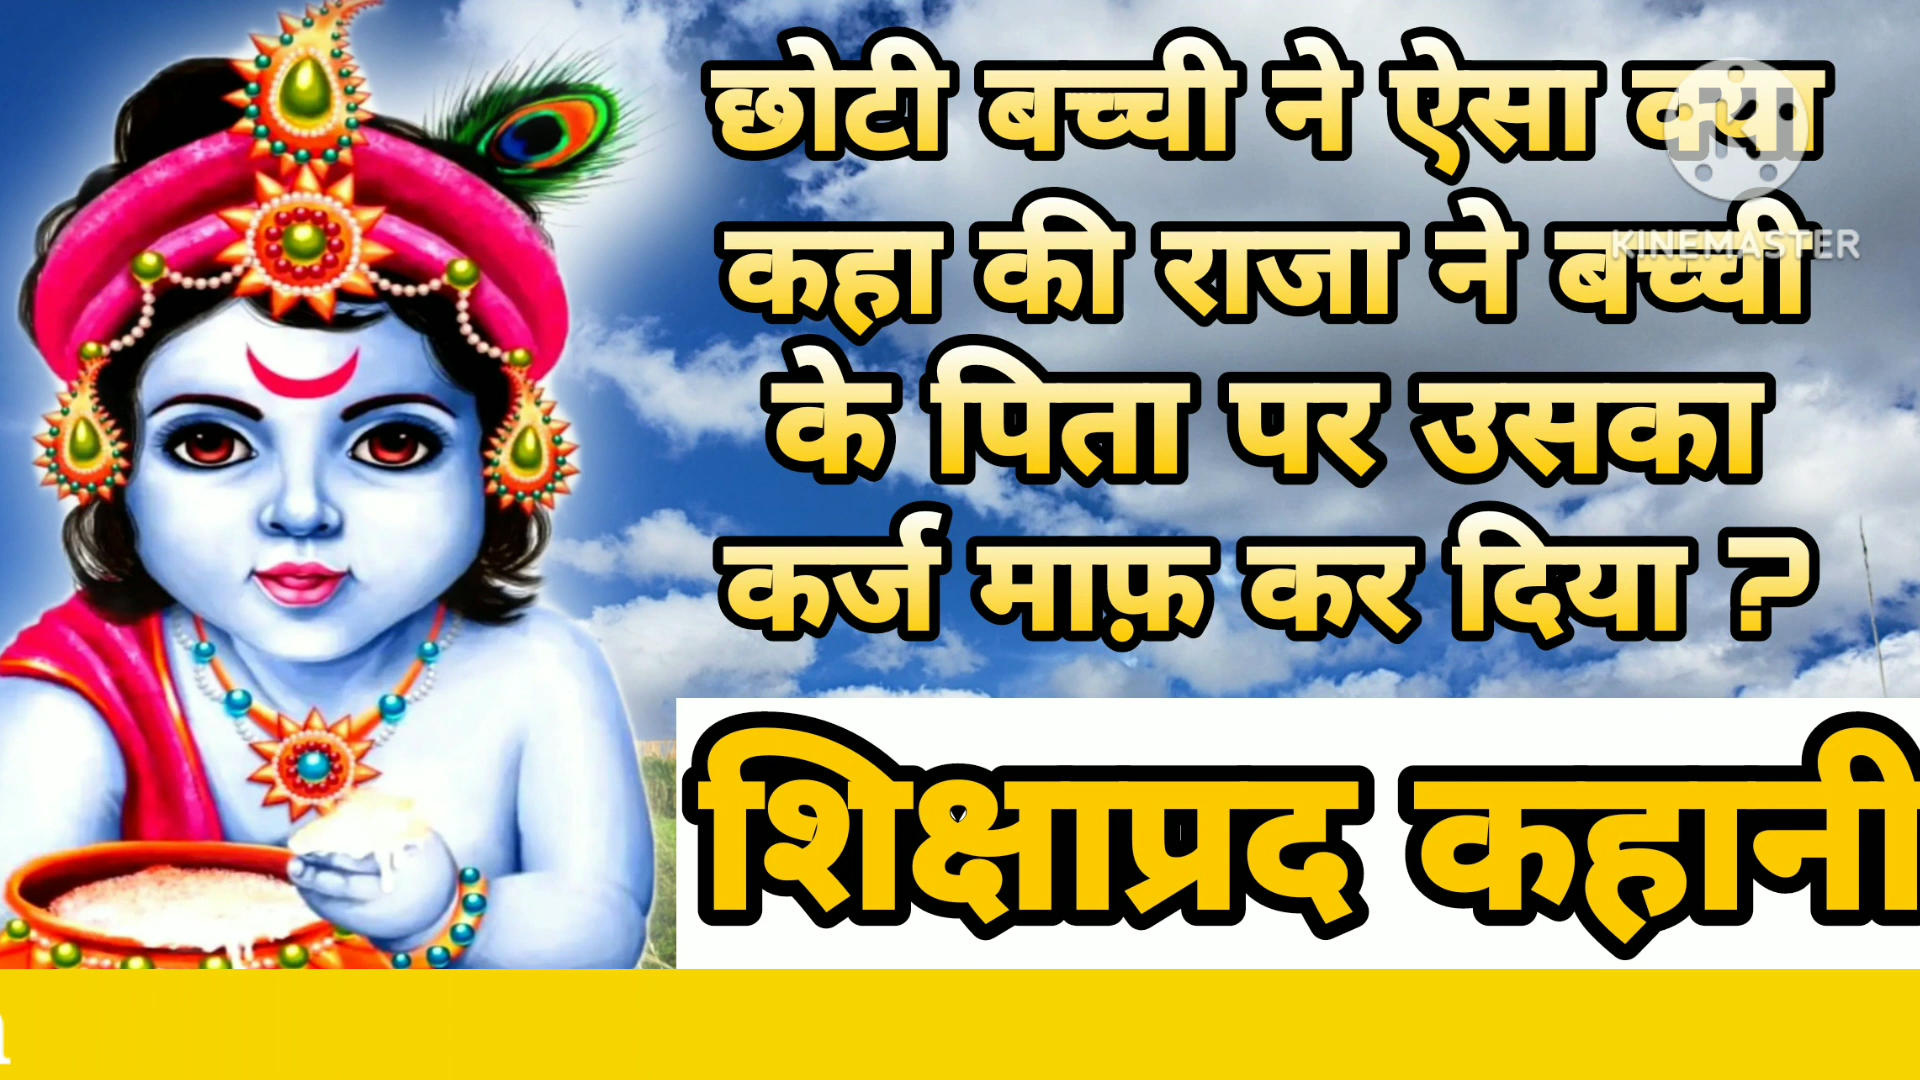 छोटी बच्ची ने ऐसा क्या
कहा की राजा ने बच्ची
के पिता पर उसका
कर्ज माफ़ कर दिया ?
शिक्षाप्रद कहानी
KINEMASTER